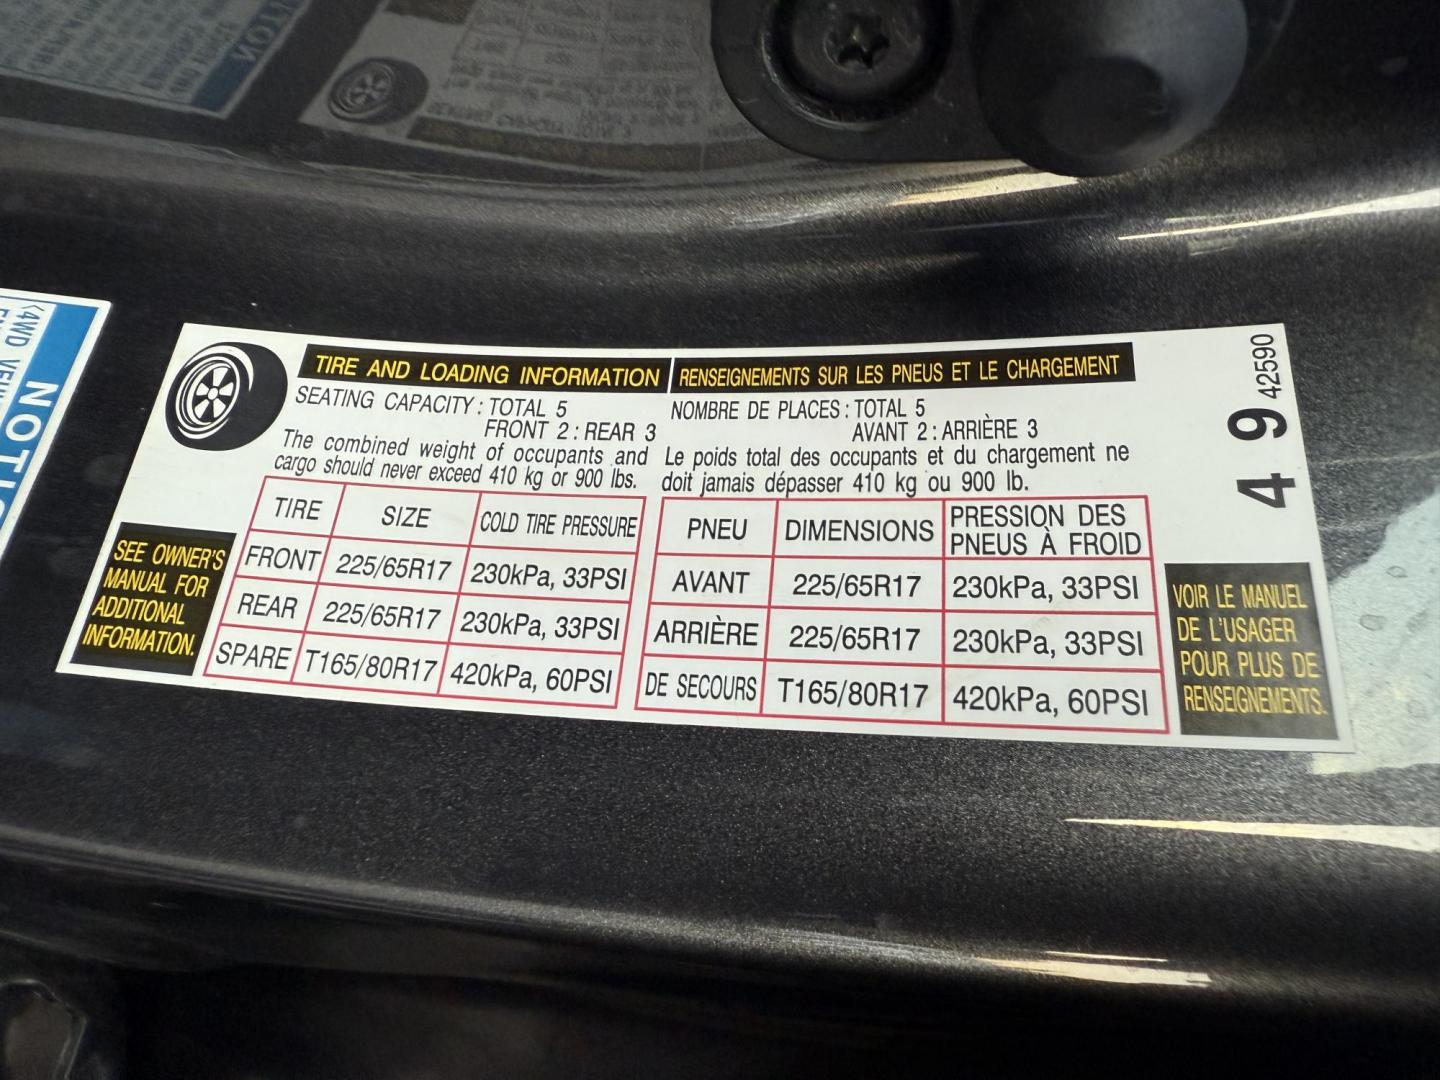 TIRE AND LOADING INFORMATION
RENSEIGNEMENTS SUR LES PNEUS ET LE CHARGEMENT
SEATING CAPACITY : TOTAL 5
FRONT 2 : REAR 3
The combined weight of occupants and
cargo should never exceed 410 kg or 900 lbs.
NOMBRE DE PLACES : TOTAL 5
AVANT 2 : ARRIÈRE 3
Le poids total des occupants et du chargement ne
doit jamais dépasser 410 kg ou 900 lb.
TIRE SIZE COLD TIRE PRESSURE
FRONT 225/65R17 230kPa, 33PSI
REAR 225/65R17 230kPa, 33PSI
SPARE T165/80R17 420kPa, 60PSI
PNEU DIMENSIONS PRESSION DES
PNEUS À FROID
AVANT 225/65R17 230kPa, 33PSI
ARRIÈRE 225/65R17 230kPa, 33PSI
DE SECOURS T165/80R17 420kPa, 60PSI
SEE OWNER'S
MANUAL FOR
ADDITIONAL
INFORMATION.
VOIR LE MANUEL
DE L'USAGER
POUR PLUS DE
RENSEIGNEMENTS.
4 9 42590
<4WD